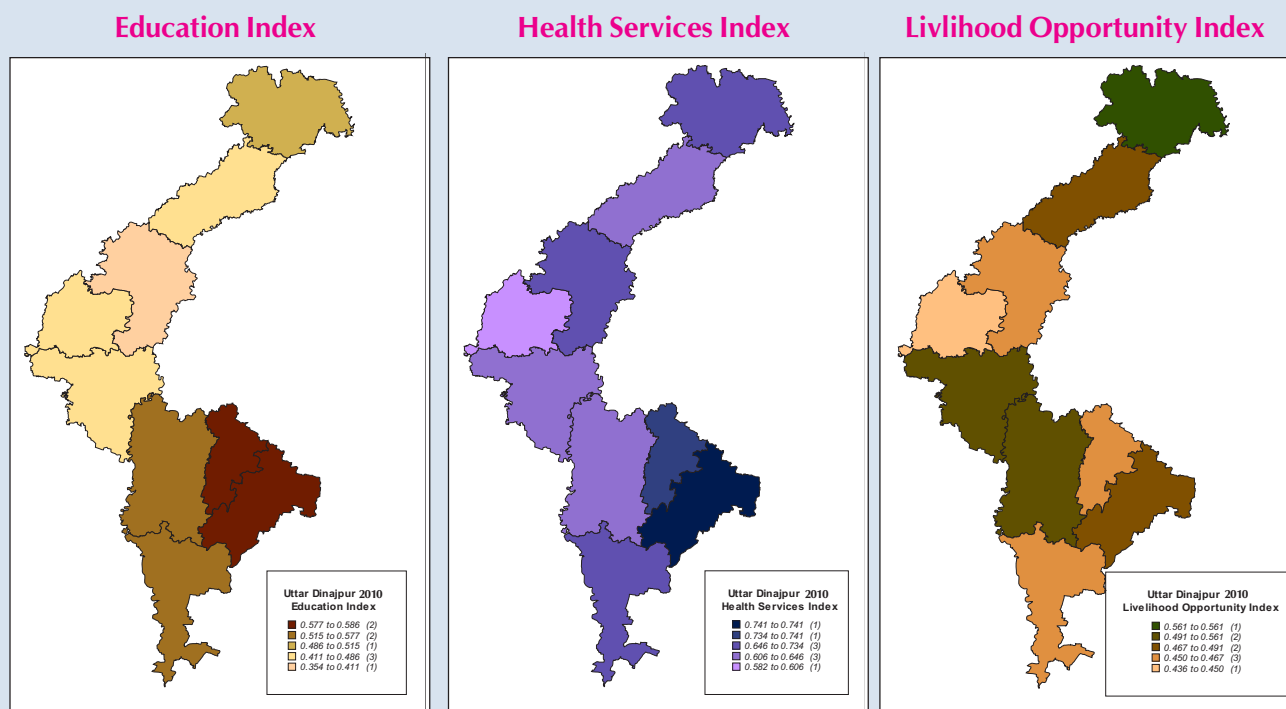 Education Index
Health Services Index
Livlihood Opportunity Index
Uttar Dinajpur 2010
Education Index
0.577 to 0.586 (2)
0.515 to 0.577 (2)
0.486 to 0.515 (1)
0.411 to 0.486 (3)
0.354 to 0.411 (1)
Uttar Dinajpur 2010
Health Services Index
0.741 to 0.741 (1)
0.734 to 0.741 (1)
0.646 to 0.734 (3)
0.606 to 0.646 (3)
0.582 to 0.606 (1)
Uttar Dinajpur 2010
Livelihood Opportunity Index
0.561 to 0.561 (1)
0.491 to 0.561 (2)
0.467 to 0.491 (2)
0.450 to 0.467 (3)
0.436 to 0.450 (1)